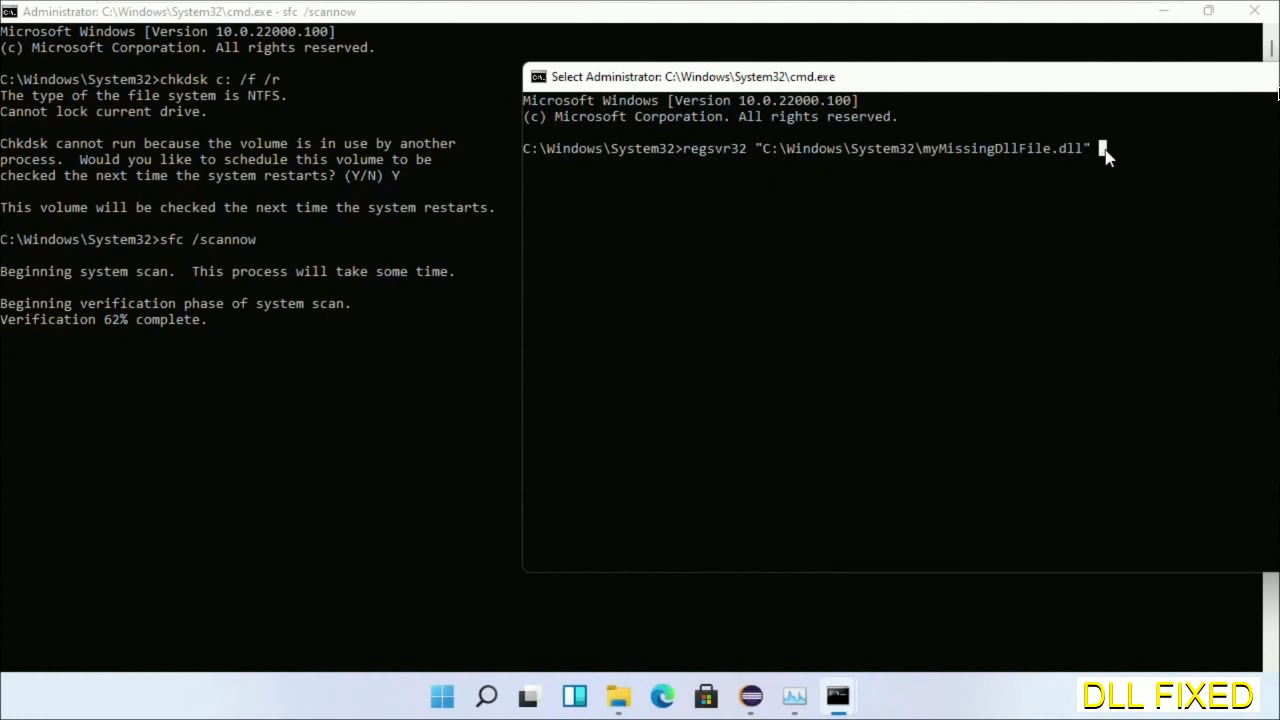 Administrator: C:\Windows\System32\cmd.exe - sfc /scannow
Microsoft Windows [Version 10.0.22000.100]
(c) Microsoft Corporation. All rights reserved.
C:\Windows\System32>chkdsk c: /f /r
The type of the file system is NTFS.
Cannot lock current drive.
Chkdsk cannot run because the volume is in use by another
process.  Would you like to schedule this volume to be
checked the next time the system restarts? (Y/N) Y
This volume will be checked the next time the system restarts.
C:\Windows\System32>sfc /scannow
Beginning system scan.  This process will take some time.
Beginning verification phase of system scan.
Verification 62% complete.
Select Administrator: C:\Windows\System32\cmd.exe
Microsoft Windows [Version 10.0.22000.100]
(c) Microsoft Corporation. All rights reserved.
C:\Windows\System32>regsvr32 "C:\Windows\System32\myMissingDllFile.dll"
DLL FIXED